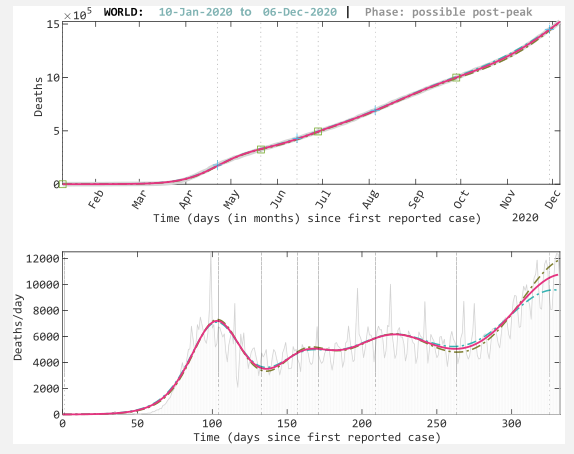 WORLD: 10-Jan-2020 to 06-Dec-2020 | Phase: possible post-peak
×10⁵
15
10
5
0
Deaths
Feb Mar Apr May Jun Jul Aug Sep Oct Nov Dec
Time (days (in months) since first reported case) 2020
12000
10000
8000
6000
4000
2000
0
Deaths/day
0 50 100 150 200 250 300
Time (days since first reported case)